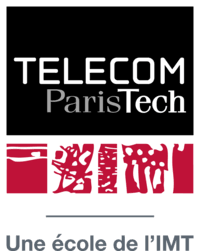 TELECOM
ParisTech
Une école de l'IMT